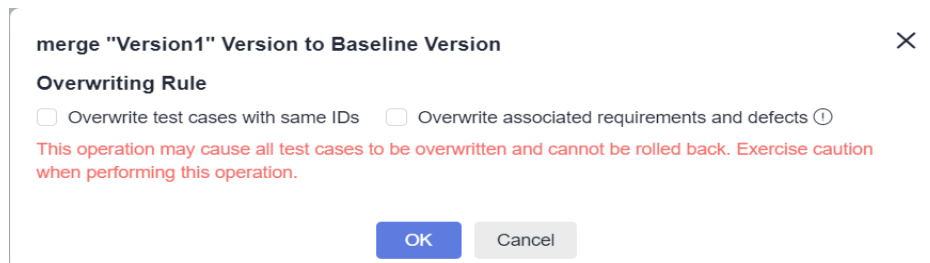 merge "Version1" Version to Baseline Version
Overwriting Rule
Overwrite test cases with same IDs Overwrite associated requirements and defects
This operation may cause all test cases to be overwritten and cannot be rolled back. Exercise caution
when performing this operation.
OK Cancel